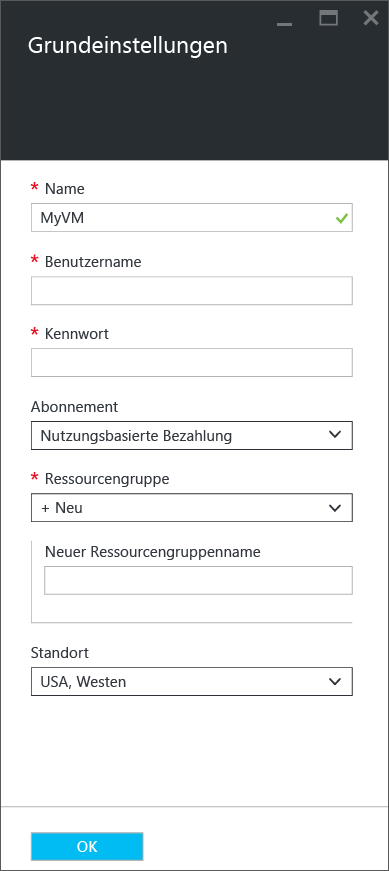 Grundeinstellungen
* Name
MyVM
* Benutzername
* Kennwort
Abonnement
Nutzungsbasierte Bezahlung
* Ressourcengruppe
+ Neu
Neuer Ressourcengruppenname
Standort
USA, Westen
OK